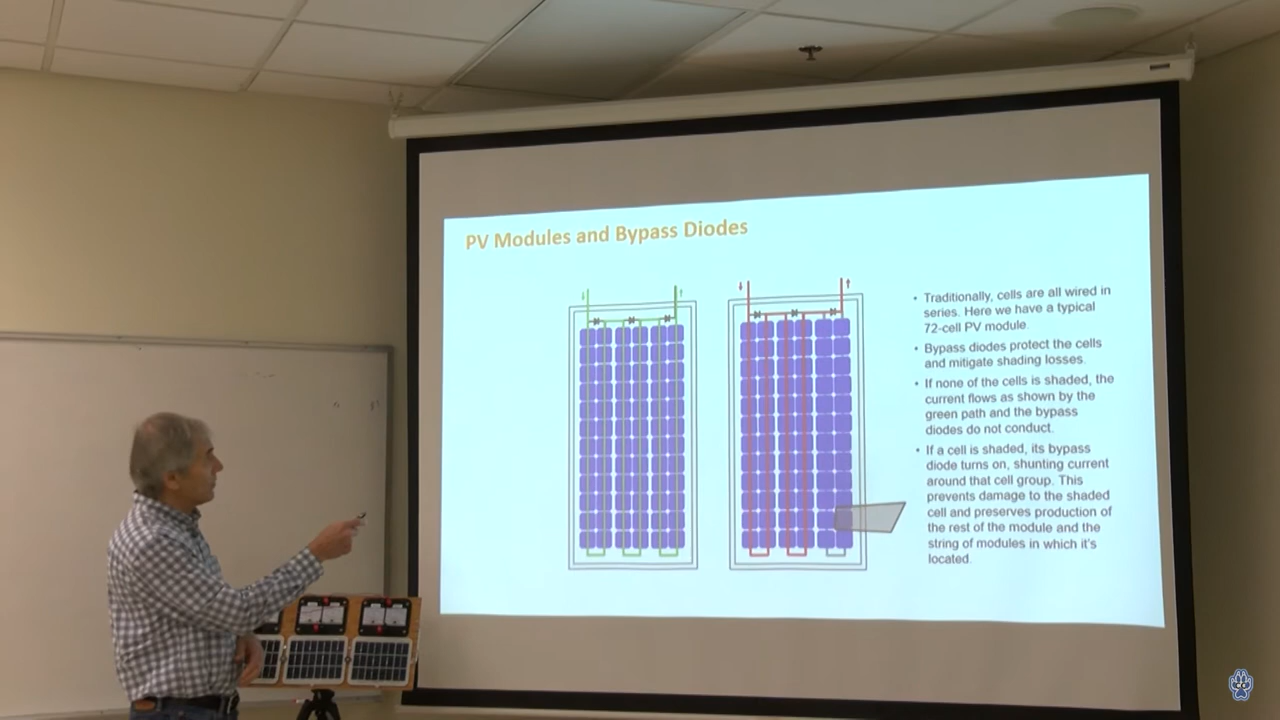 PV Modules and Bypass Diodes
• Traditionally, cells are all wired in
series. Here we have a typical
72-cell PV module.
• Bypass diodes protect the cells
and mitigate shading losses.
• If none of the cells is shaded, the
current flows as shown by the
green path and the bypass
diodes do not conduct.
• If a cell is shaded, its bypass
diode turns on, shunting current
around that cell group. This
prevents damage to the shaded
cell and preserves production of
the rest of the module and the
string of modules in which it's
located.